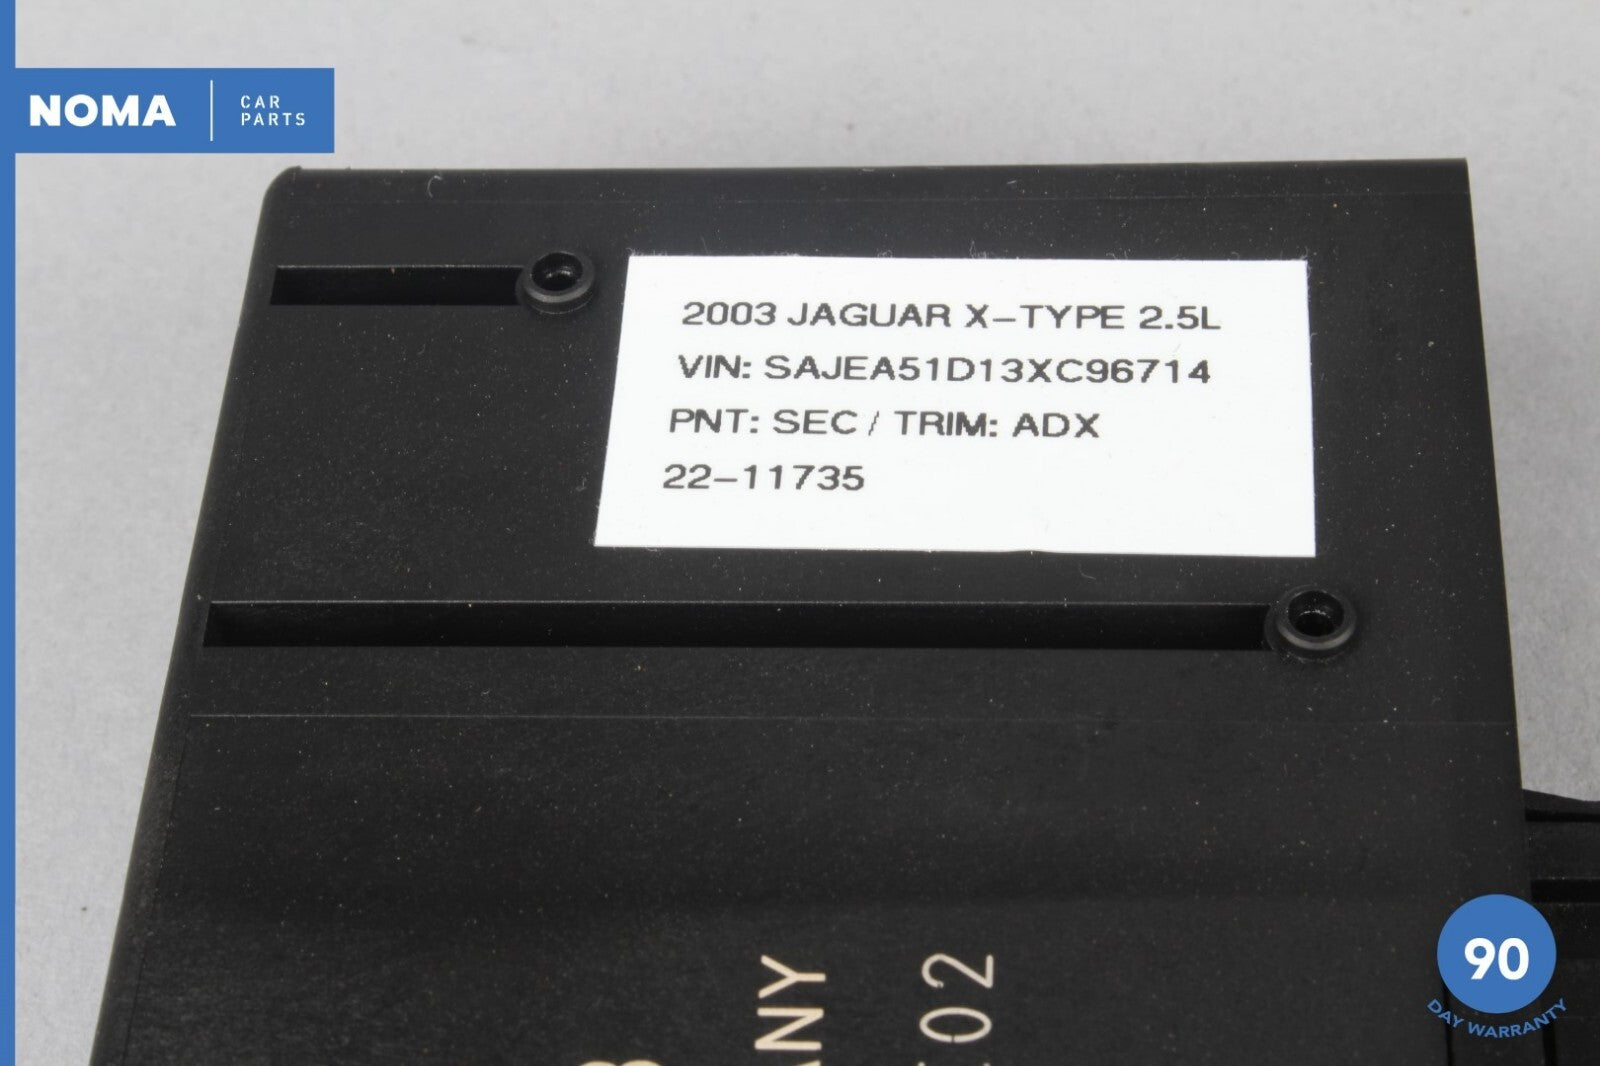 NOMA
CAR
PARTS
2003 JAGUAR X-TYPE 2.5L
VIN: SAJEA51D13XC96714
PNT: SEC / TRIM: ADX
22-11735
02
90
DAY WARRANTY